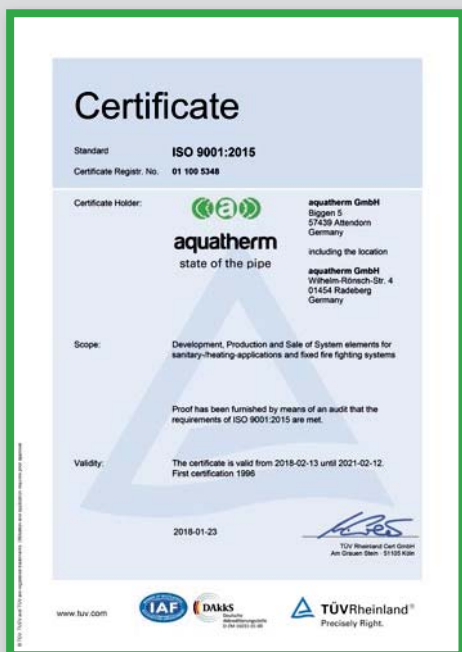 Certificate
Standard ISO 9001:2015
Certificate Registr. No. 01 100 5348
Certificate Holder:
aquatherm
state of the pipe
aquatherm GmbH
Biggen 5
57439 Attendorn
Germany
including the location
aquatherm GmbH
Wilhelm-Rönsch-Str. 4
01454 Radeberg
Germany
Scope: Development, Production and Sale of System elements for
sanitary-/heating-applications and fixed fire fighting systems
Proof has been furnished by means of an audit that the
requirements of ISO 9001:2015 are met.
Validity: The certificate is valid from 2018-02-13 until 2021-02-12.
First certification 1996
2018-01-23
TÜV Rheinland Cert GmbH
Am Grauen Stein · 51105 Köln
www.tuv.com
IAF
DAkkS
Deutsche
Akkreditierungsstelle
TÜVRheinland®
Precisely Right.